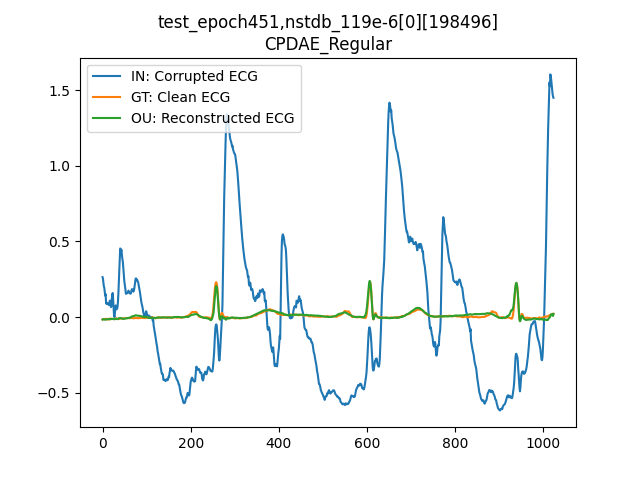 test_epoch451,nstdb_119e-6[0][198496]
CPDAE_Regular
IN: Corrupted ECG
GT: Clean ECG
OU: Reconstructed ECG
1.5
1.0
0.5
0.0
−0.5
0 200 400 600 800 1000